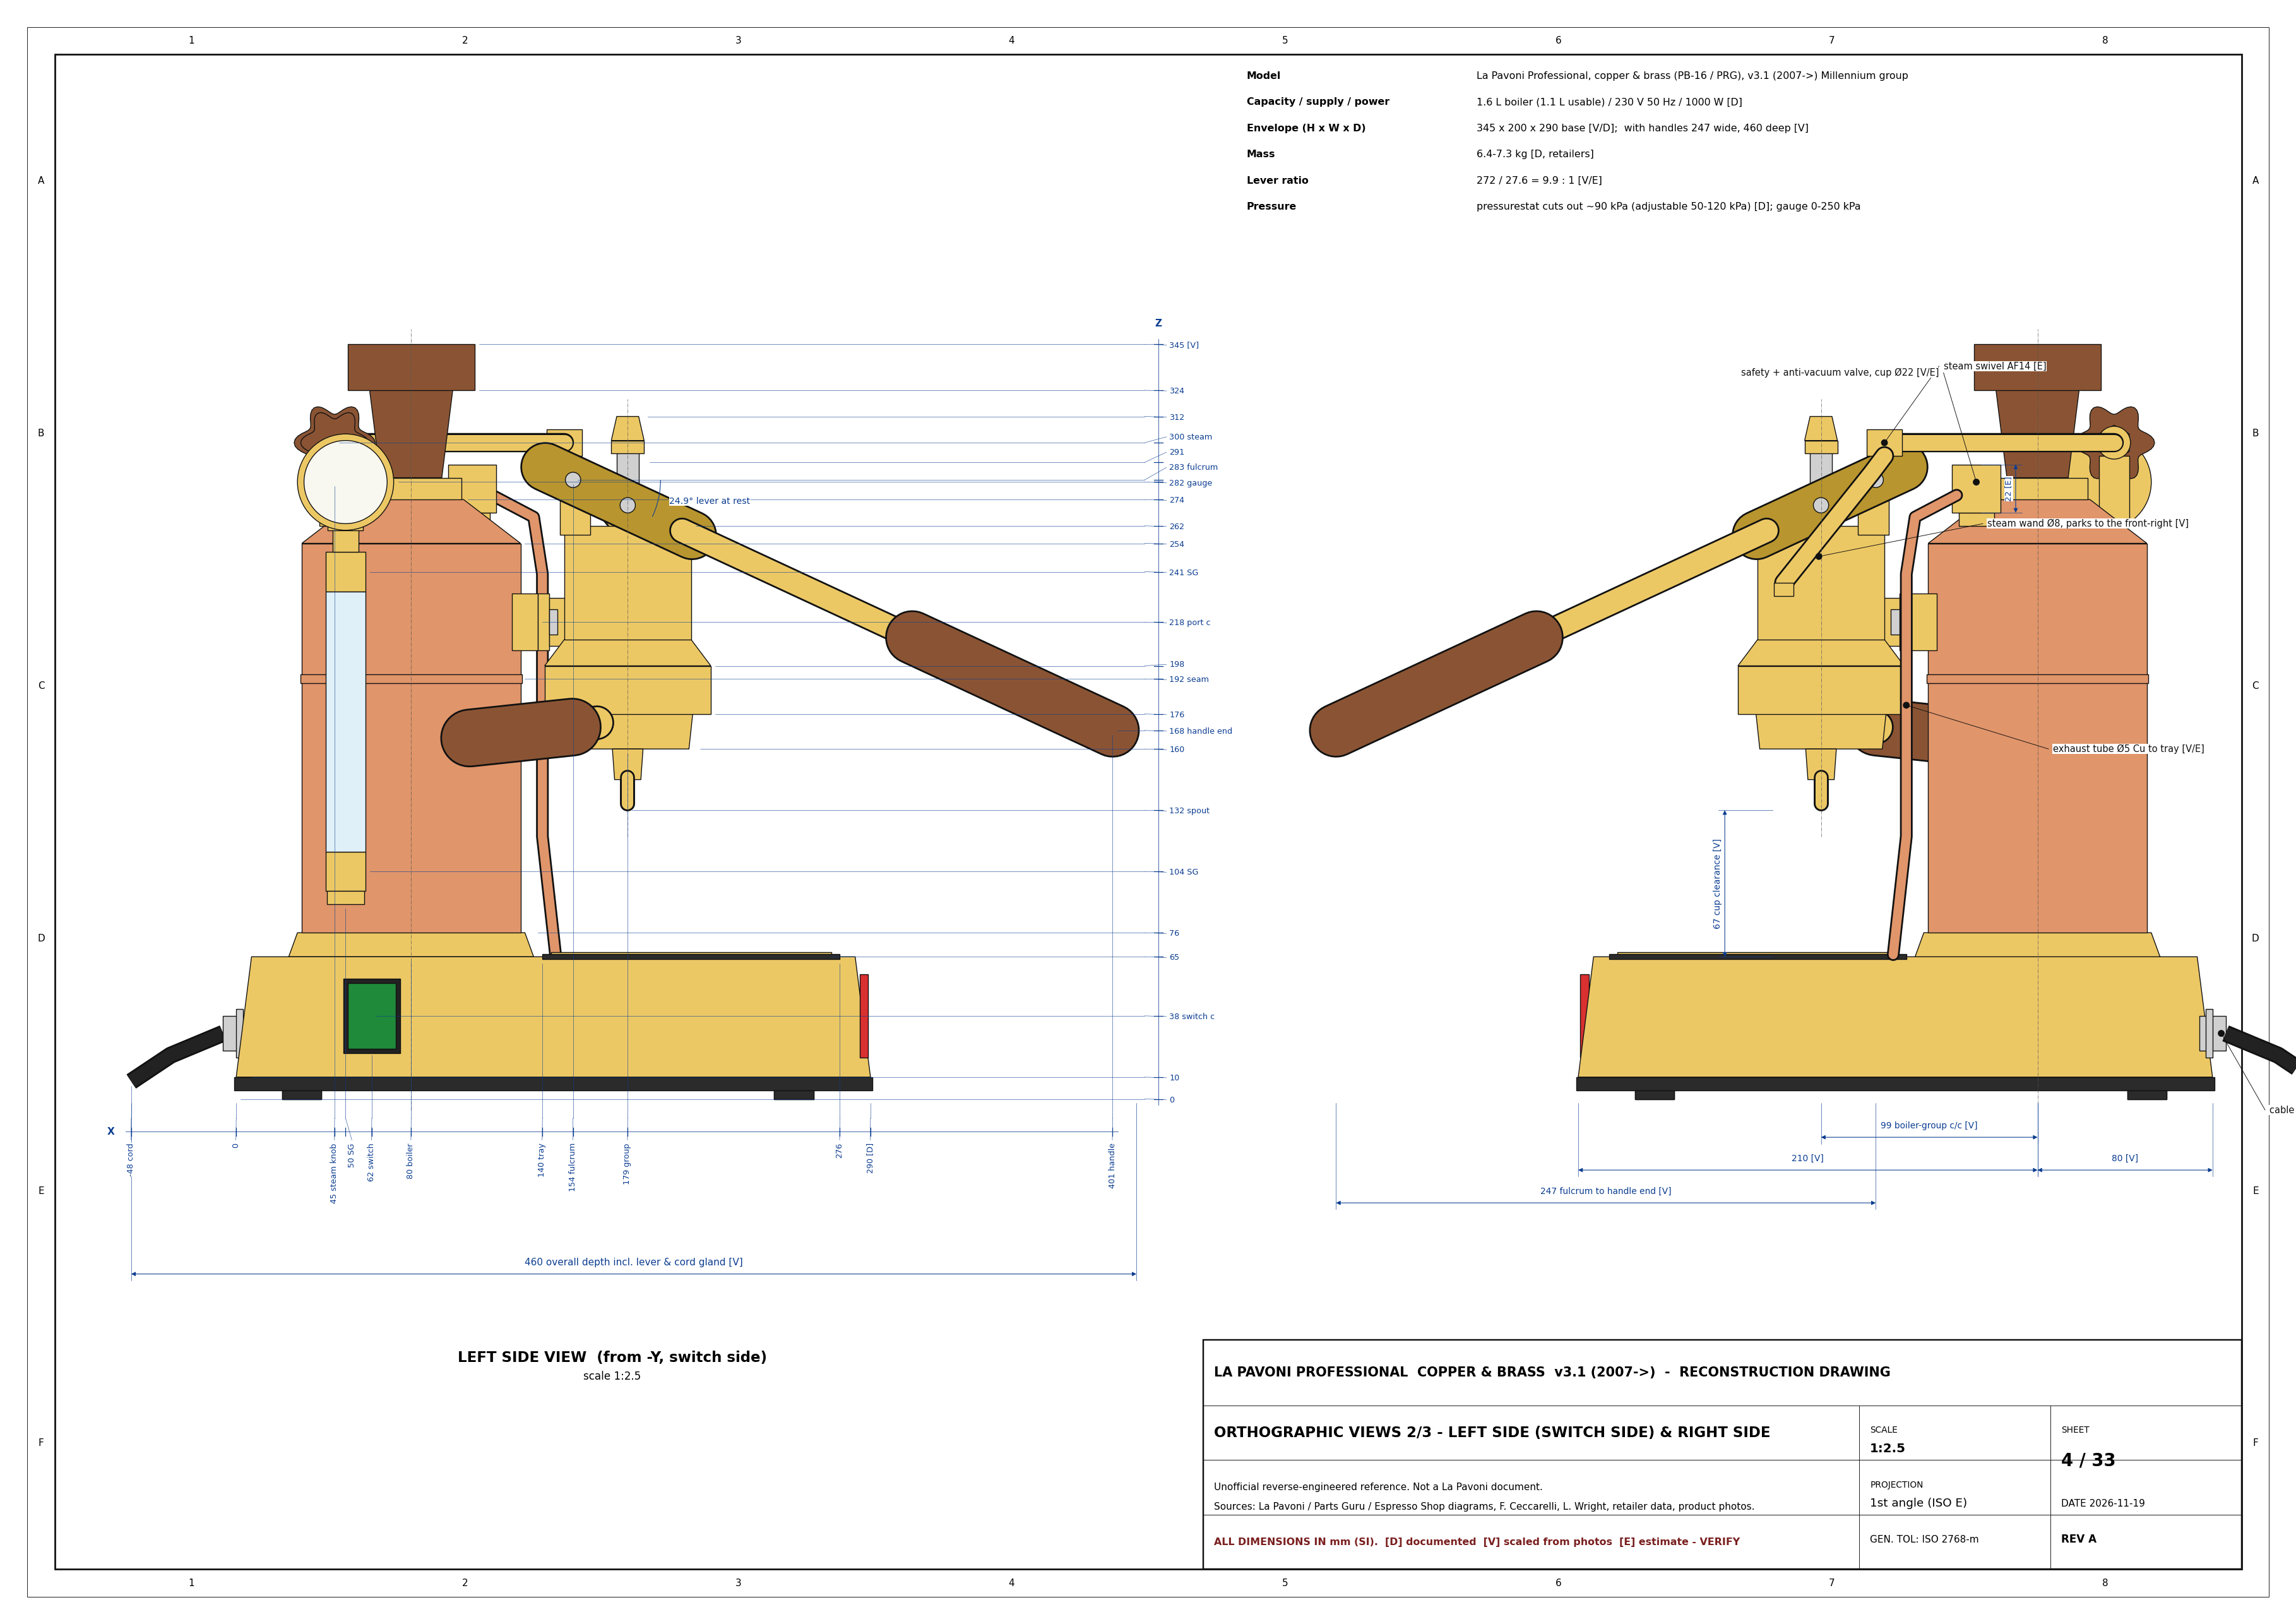 1 2 3 4 5 6 7 8
A A
B B
C C
D D
E E
F F
Model La Pavoni Professional, copper & brass (PB-16 / PRG), v3.1 (2007->) Millennium group
Capacity / supply / power 1.6 L boiler (1.1 L usable) / 230 V 50 Hz / 1000 W [D]
Envelope (H x W x D) 345 x 200 x 290 base [V/D];  with handles 247 wide, 460 deep [V]
Mass 6.4-7.3 kg [D, retailers]
Lever ratio 272 / 27.6 = 9.9 : 1 [V/E]
Pressure pressurestat cuts out ~90 kPa (adjustable 50-120 kPa) [D]; gauge 0-250 kPa
Z
345 [V]
324
312
300 steam
291
283 fulcrum
282 gauge
274
262
254
241 SG
218 port c
198
192 seam
176
168 handle end
160
132 spout
104 SG
76
65
38 switch c
10
0
24.9° lever at rest
X
-48 cord
0
45 steam knob
50 SG
62 switch
80 boiler
140 tray
154 fulcrum
179 group
276
290 [D]
401 handle
460 overall depth incl. lever & cord gland [V]
LEFT SIDE VIEW  (from -Y, switch side)
scale 1:2.5
safety + anti-vacuum valve, cup Ø22 [V/E]
steam swivel AF14 [E]
22 [E]
steam wand Ø8, parks to the front-right [V]
exhaust tube Ø5 Cu to tray [V/E]
67 cup clearance [V]
cable
99 boiler-group c/c [V]
210 [V]
80 [V]
247 fulcrum to handle end [V]
LA PAVONI PROFESSIONAL  COPPER & BRASS  v3.1 (2007->)  -  RECONSTRUCTION DRAWING
ORTHOGRAPHIC VIEWS 2/3 - LEFT SIDE (SWITCH SIDE) & RIGHT SIDE
SCALE
1:2.5
SHEET
4 / 33
Unofficial reverse-engineered reference. Not a La Pavoni document.
Sources: La Pavoni / Parts Guru / Espresso Shop diagrams, F. Ceccarelli, L. Wright, retailer data, product photos.
PROJECTION
1st angle (ISO E)
DATE 2026-11-19
ALL DIMENSIONS IN mm (SI).  [D] documented  [V] scaled from photos  [E] estimate - VERIFY
GEN. TOL: ISO 2768-m
REV A
1 2 3 4 5 6 7 8